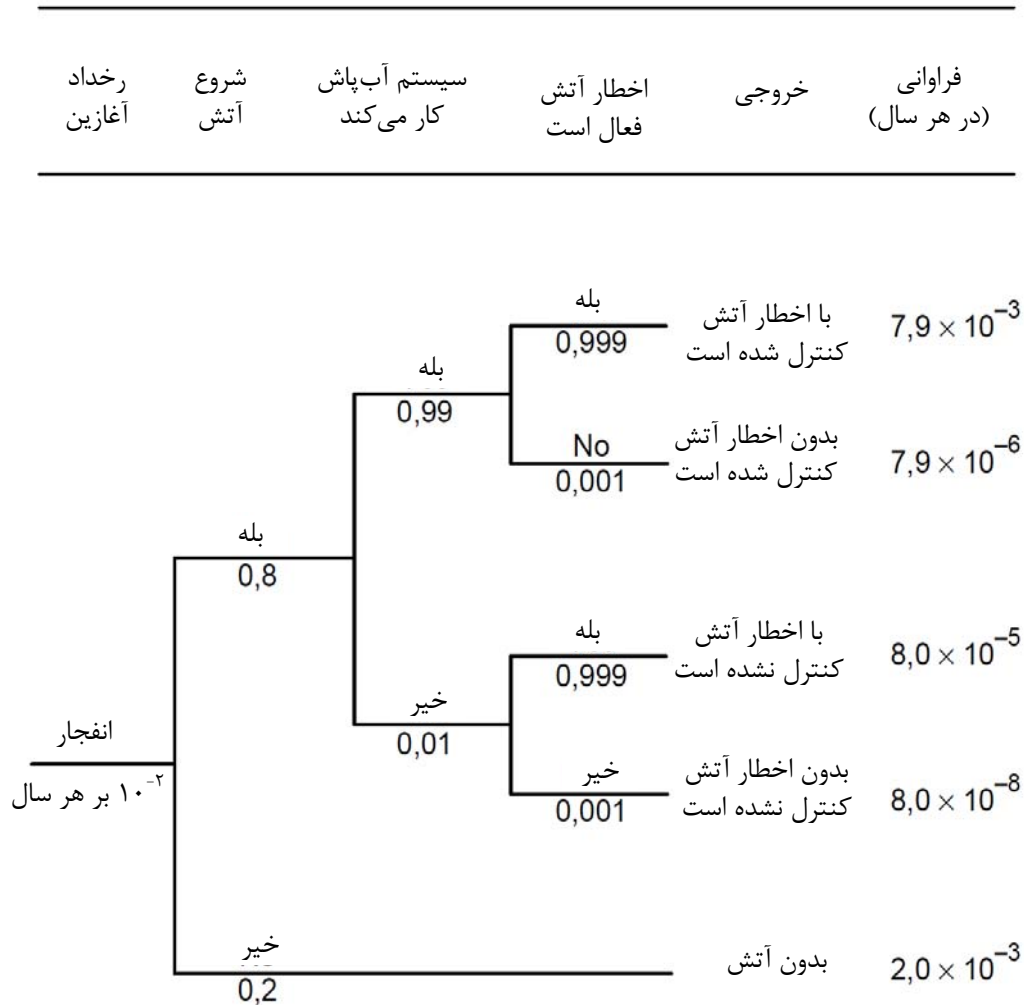 رخداد آغازین
شروع آتش
سیستم آب‌پاش کار می‌کند
اخطار آتش فعال است
خروجی
فراوانی (در هر سال)
بله
0,999
با اخطار آتش
کنترل شده است
7,9 × 10⁻³
بله
0,99
No
0,001
بدون اخطار آتش
کنترل شده است
7,9 × 10⁻⁶
بله
0,8
بله
0,999
با اخطار آتش
کنترل نشده است
8,0 × 10⁻⁵
خیر
0,01
انفجار
۱۰⁻² بر هر سال
خیر
0,001
بدون اخطار آتش
کنترل نشده است
8,0 × 10⁻⁸
خیر
0,2
بدون آتش
2,0 × 10⁻³